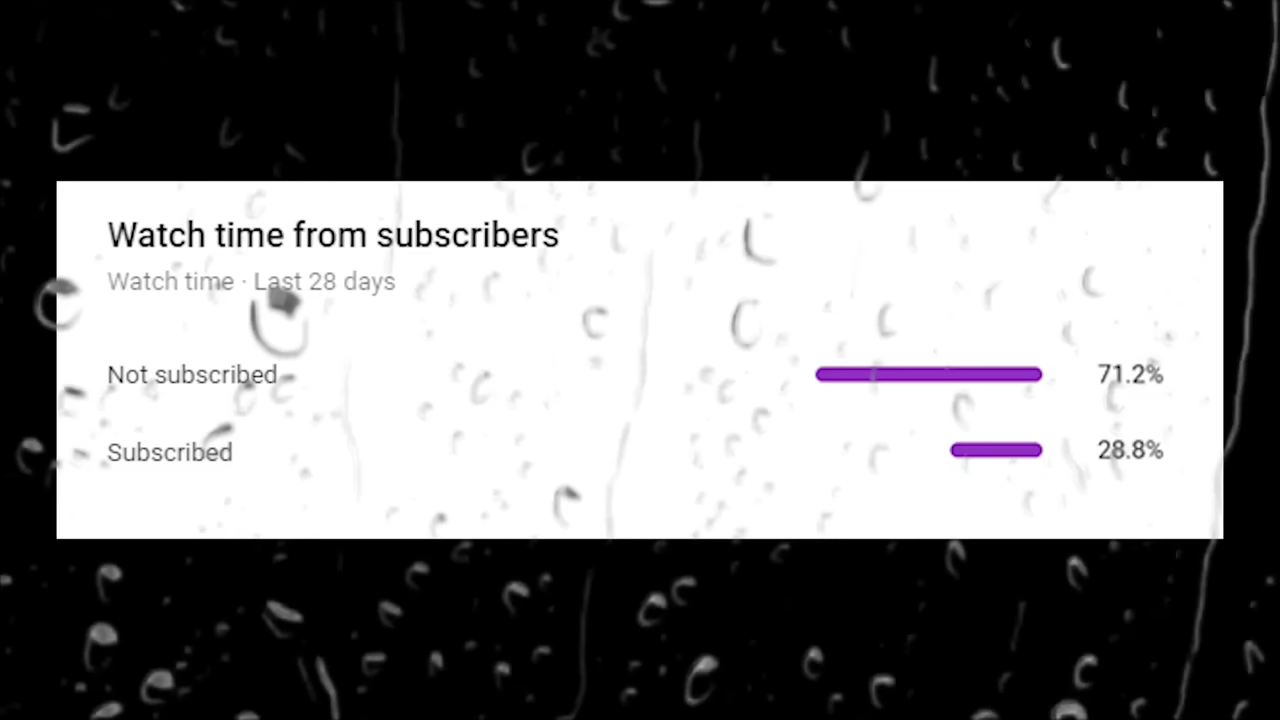 Watch time from subscribers
Watch time · Last 28 days
Not subscribed 71.2%
Subscribed 28.8%